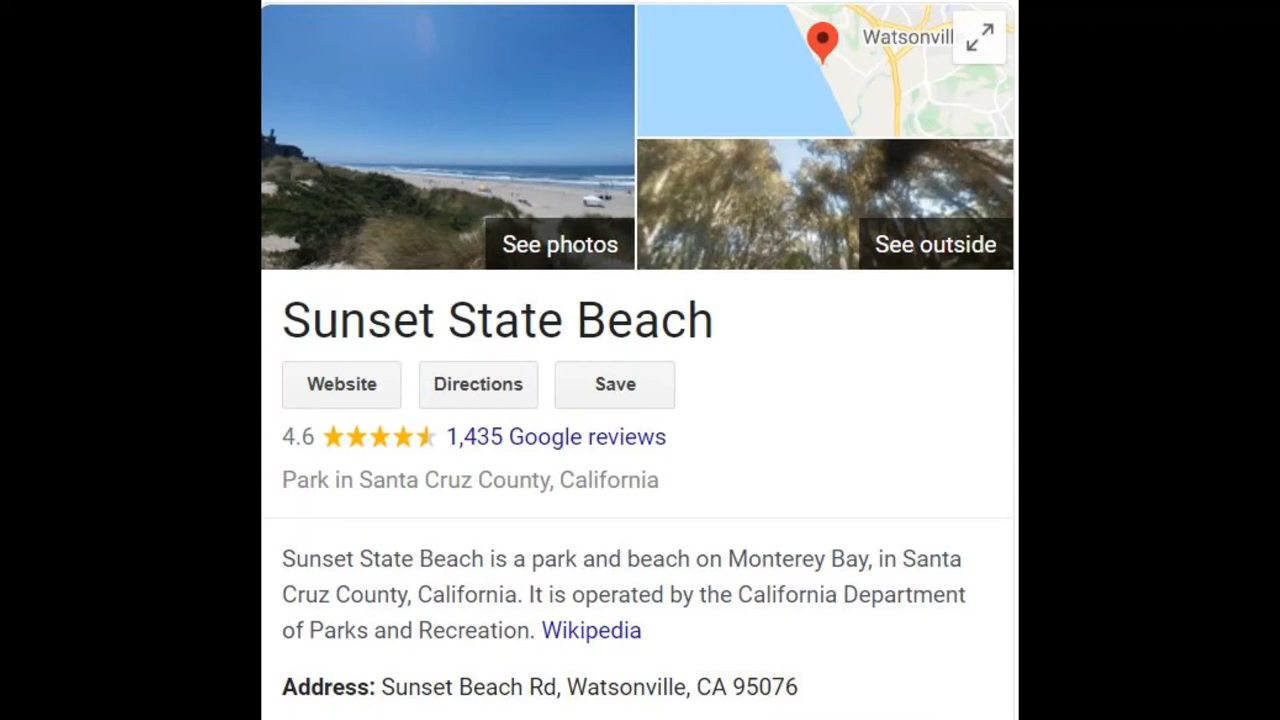 Watsonville
See photos
See outside
Sunset State Beach
Website
Directions
Save
4.6
1,435 Google reviews
Park in Santa Cruz County, California
Sunset State Beach is a park and beach on Monterey Bay, in Santa
Cruz County, California. It is operated by the California Department
of Parks and Recreation. Wikipedia
Address: Sunset Beach Rd, Watsonville, CA 95076